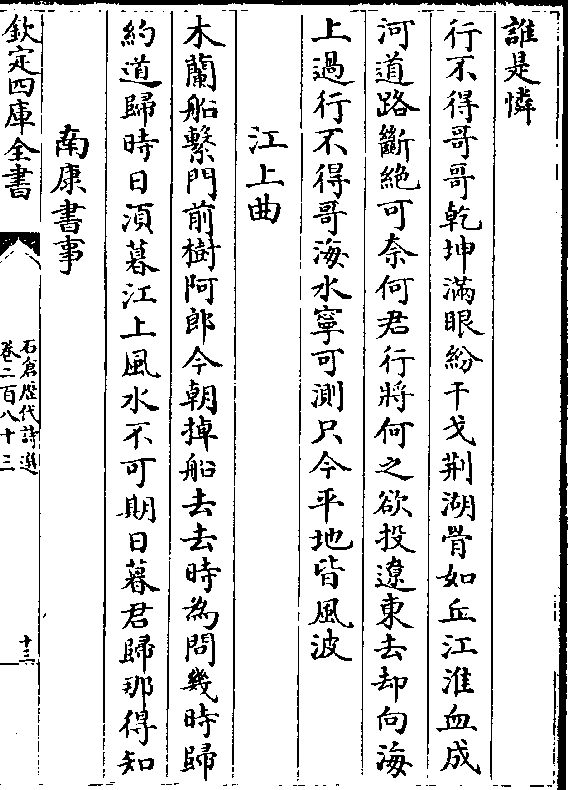 誰是憐
行不得哥哥乾坤滿眼紛干戈荆湖骨如丘江淮血成
河道路斷絶可奈何君行將何之欲投遼東去却向海
上過行不得哥海水寧可測只今平地皆風波
江上曲
木蘭船繫門前樹阿郎今朝掉船去去時為問幾時歸
約道歸時日湏暮江上風水不可期日暮君歸那得知
南康書事
欽定四庫全書
石倉歴代詩選
卷二百八十三
十三